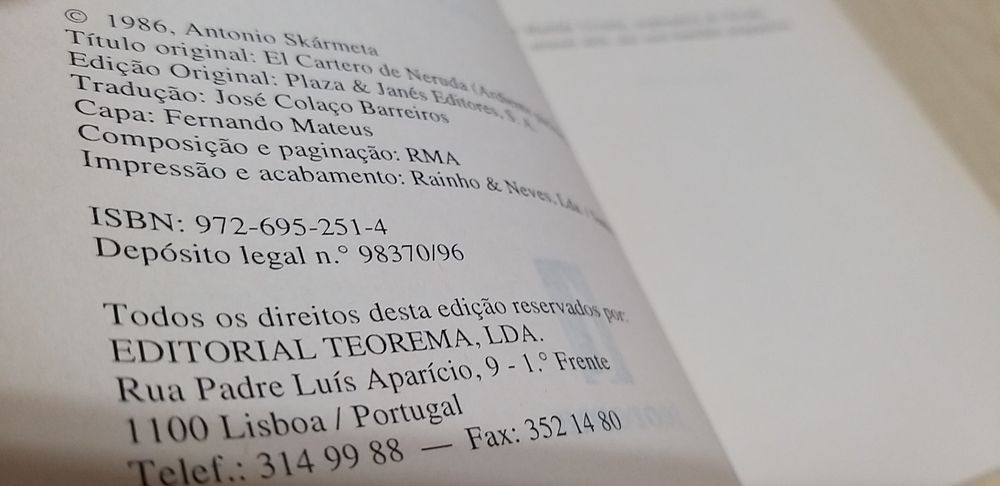 © 1986, Antonio Skármeta
Título original: El Cartero de Neruda (Ardiente
Edição Original: Plaza & Janés Editores, S. A.
Tradução: José Colaço Barreiros
Capa: Fernando Mateus
Composição e paginação: RMA
Impressão e acabamento: Rainho & Neves, Lda. /
ISBN: 972-695-251-4
Depósito legal n.° 98370/96
Todos os direitos desta edição reservados por:
EDITORIAL TEOREMA, LDA.
Rua Padre Luís Aparício, 9 - 1.° Frente
1100 Lisboa / Portugal
Telef.: 314 99 88 — Fax: 352 14 80